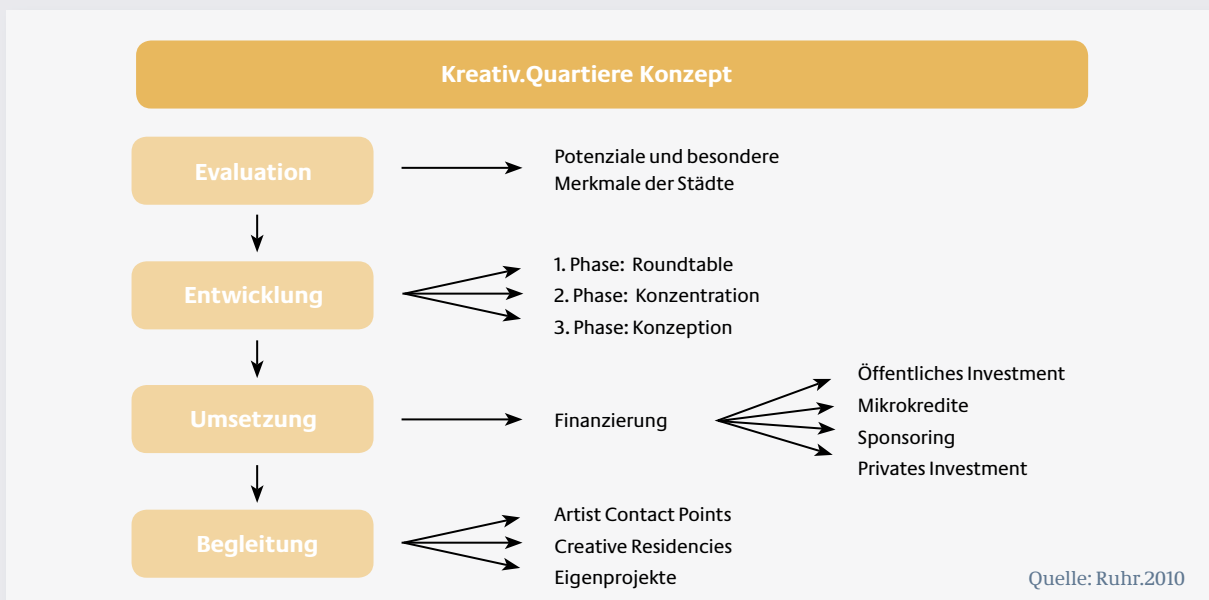 Kreativ.Quartiere Konzept
Evaluation
Potenziale und besondere
Merkmale der Städte
Entwicklung
1. Phase: Roundtable
2. Phase: Konzentration
3. Phase: Konzeption
Umsetzung
Finanzierung
Öffentliches Investment
Mikrokredite
Sponsoring
Privates Investment
Begleitung
Artist Contact Points
Creative Residencies
Eigenprojekte
Quelle: Ruhr.2010